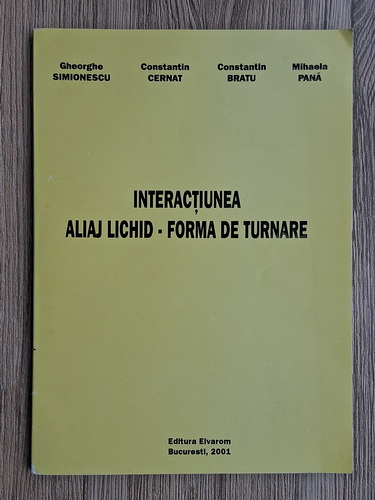 Gheorghe Constantin Constantin Mihaela
SIMIONESCU CERNAT BRATU PANĂ
INTERACȚIUNEA
ALIAJ LICHID - FORMA DE TURNARE
Editura Elvarom
Bucuresti, 2001